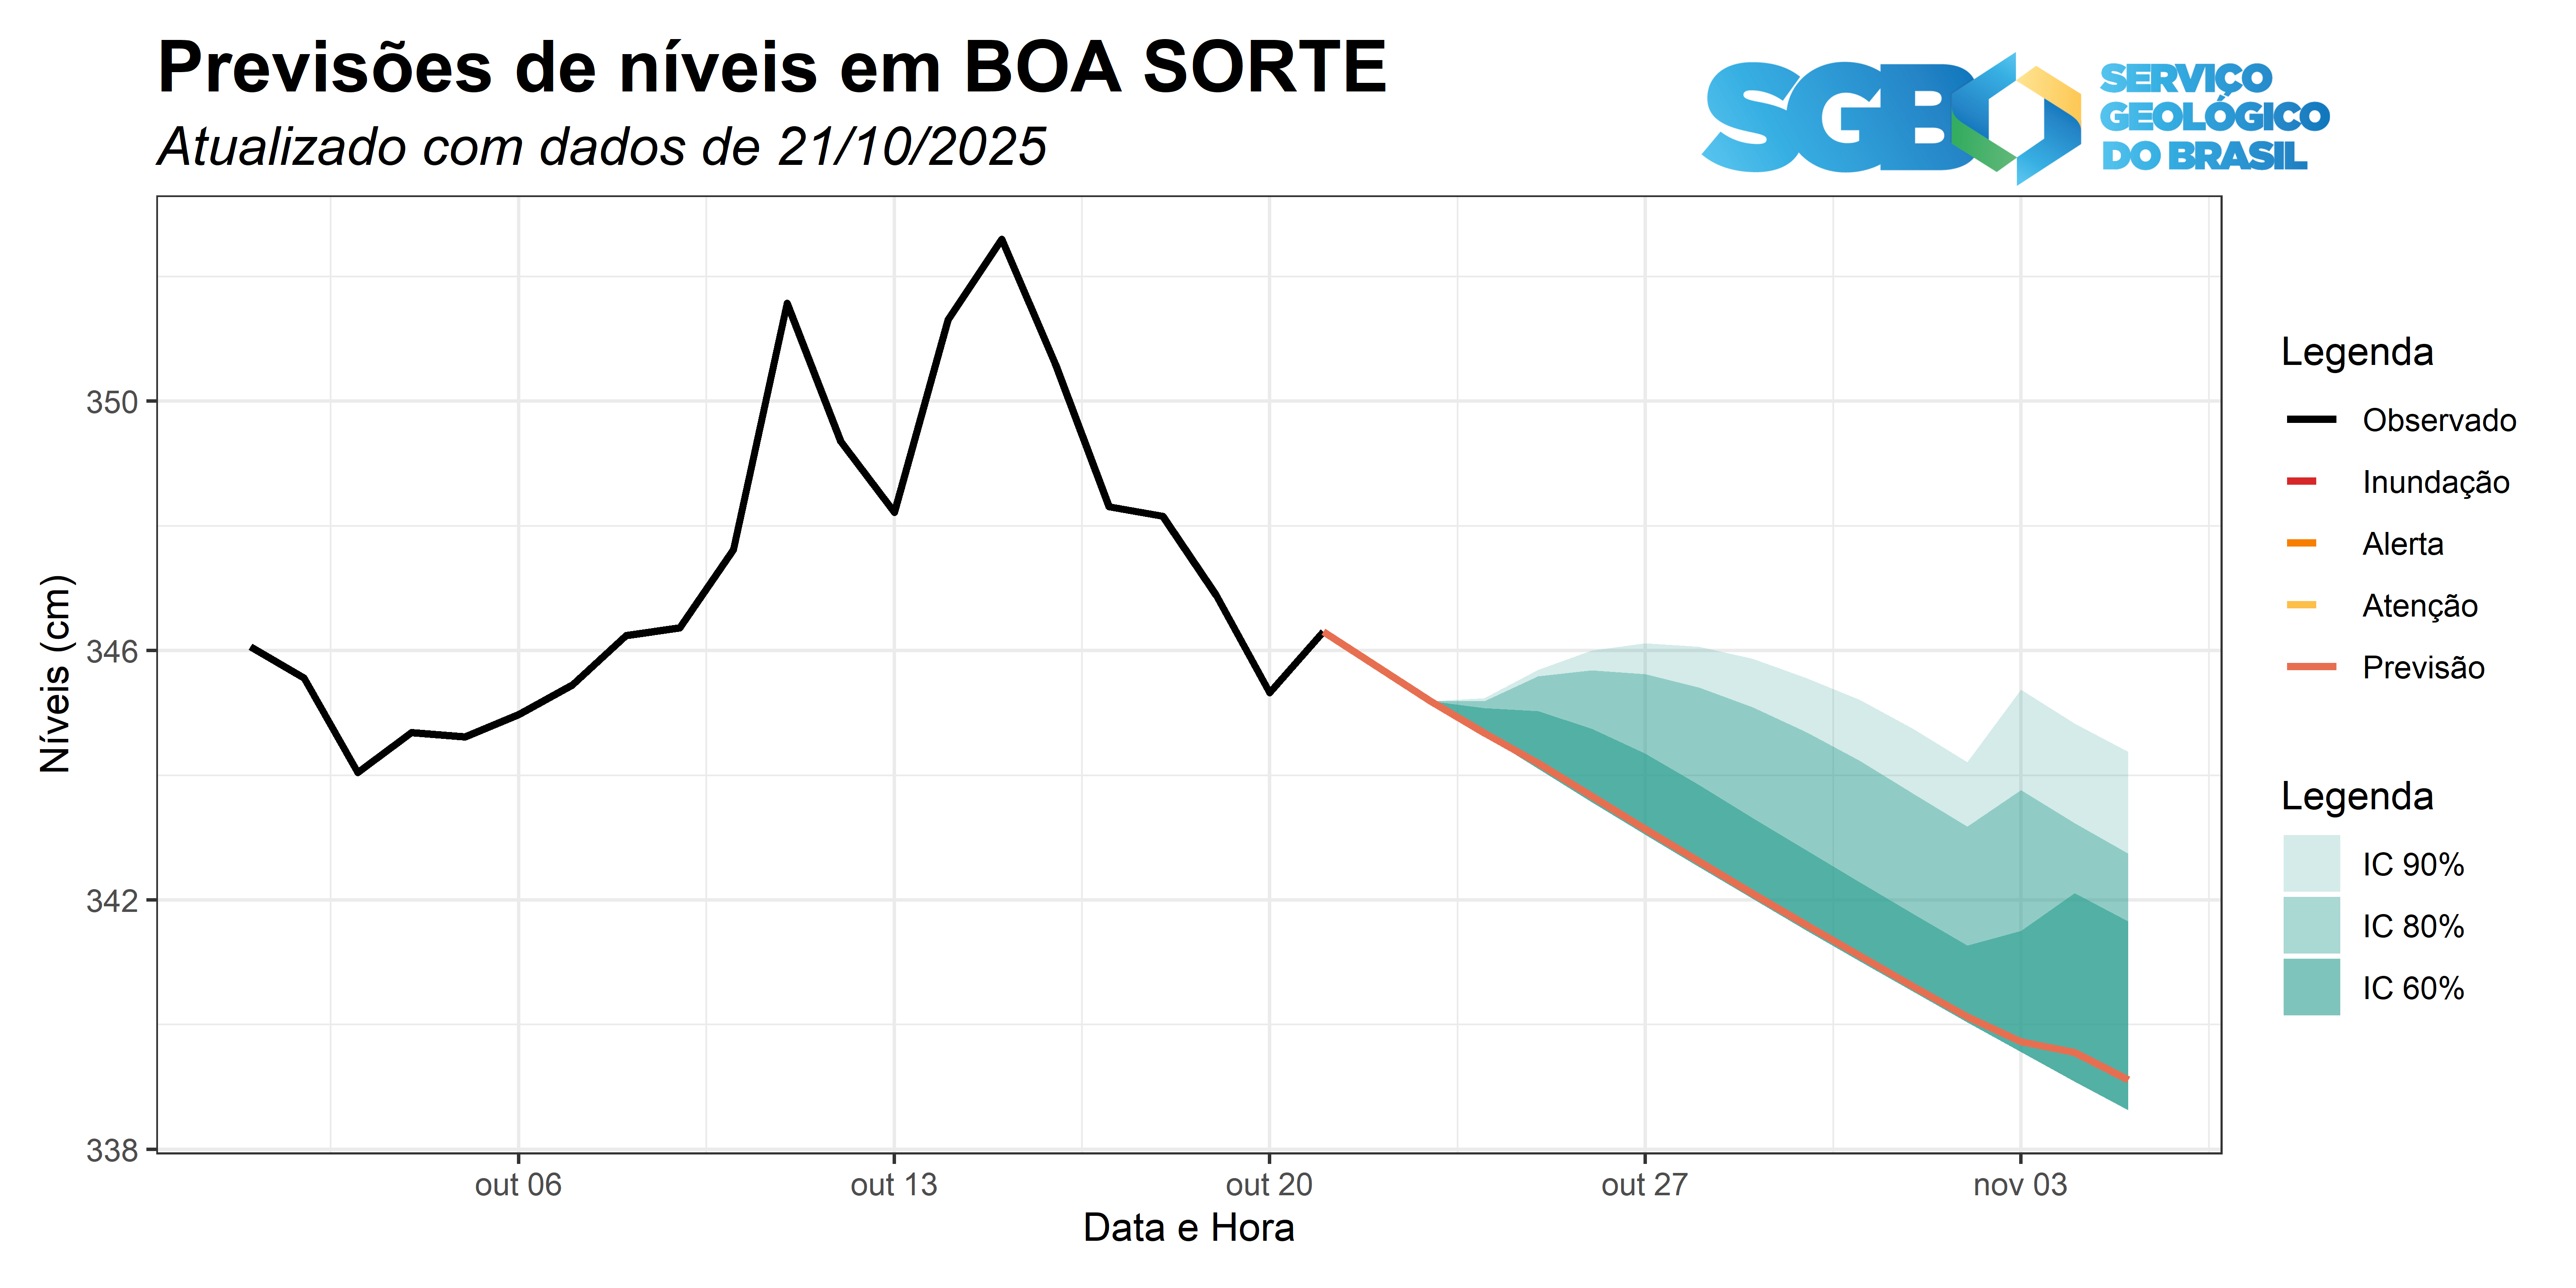 Previsões de níveis em BOA SORTE
Atualizado com dados de 21/10/2025
SGB
SERVIÇO
GEOLÓGICO
DO BRASIL
Níveis (cm)
350
346
342
338
out 06
out 13
out 20
out 27
nov 03
Data e Hora
Legenda
Observado
Inundação
Alerta
Atenção
Previsão
Legenda
IC 90%
IC 80%
IC 60%